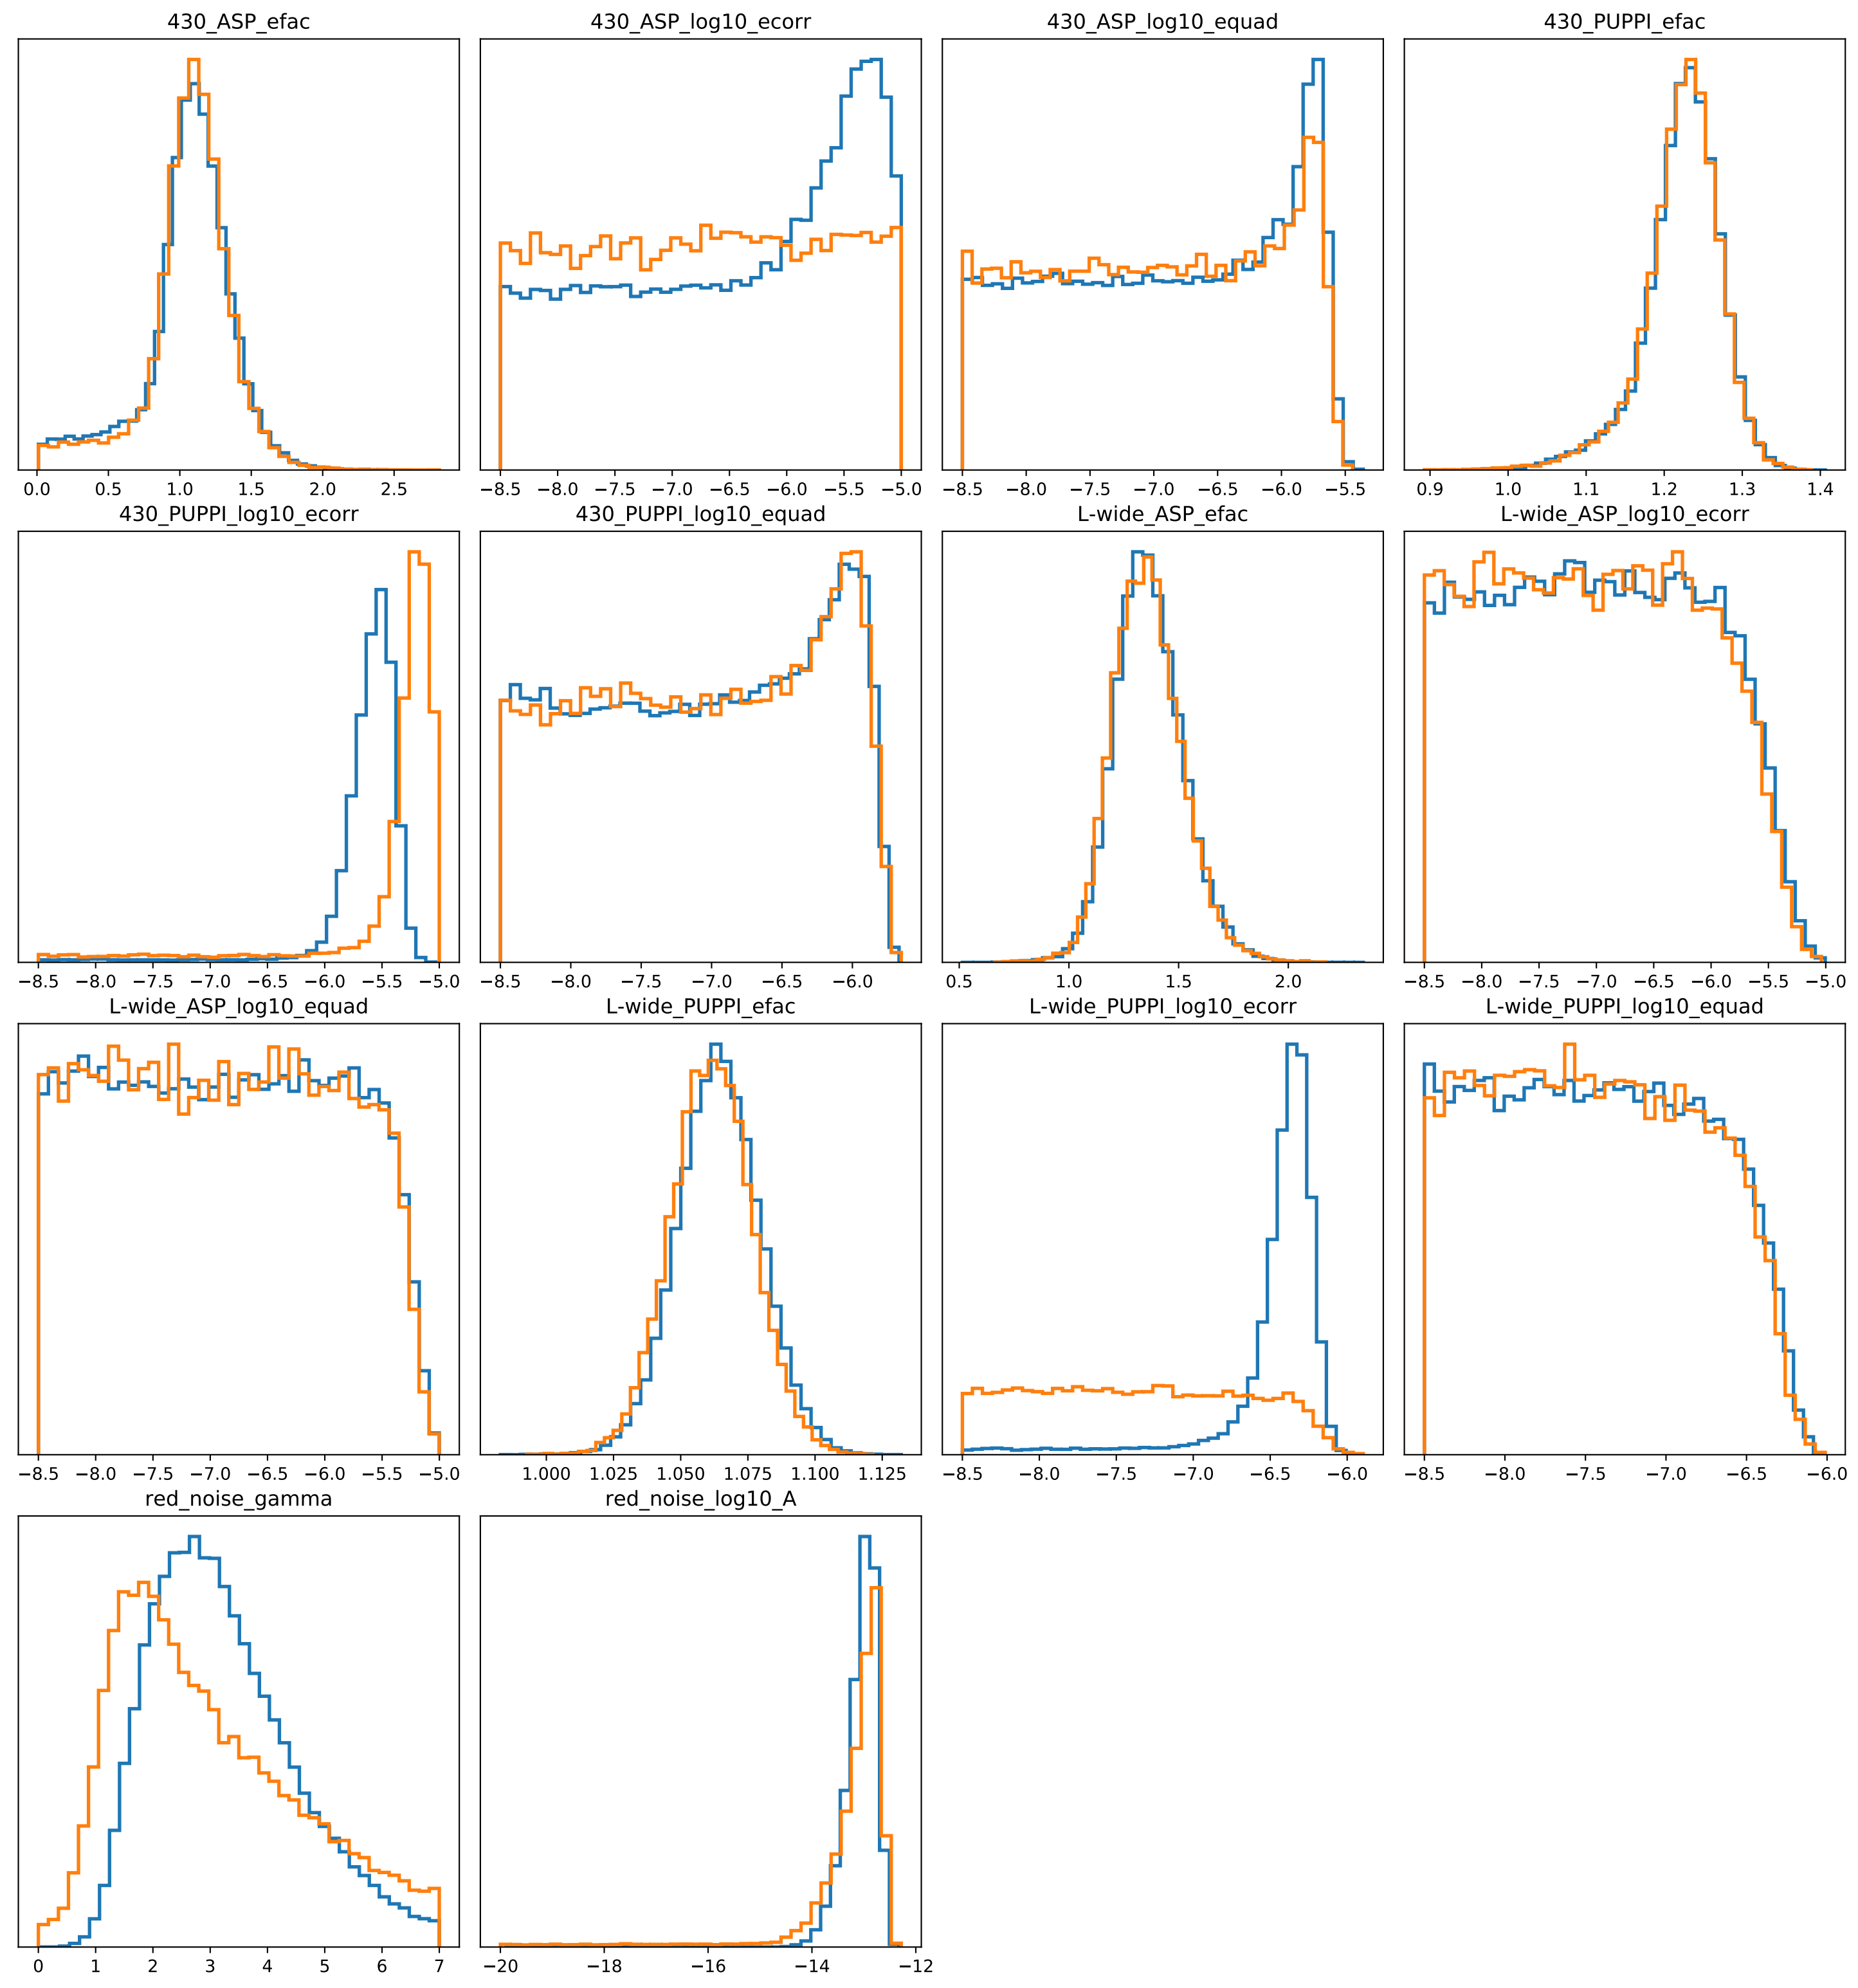 430_ASP_efac 430_ASP_log10_ecorr 430_ASP_log10_equad 430_PUPPI_efac
0.0 0.5 1.0 1.5 2.0 2.5 −8.5 −8.0 −7.5 −7.0 −6.5 −6.0 −5.5 −5.0 −8.5 −8.0 −7.5 −7.0 −6.5 −6.0 −5.5 0.9 1.0 1.1 1.2 1.3 1.4
430_PUPPI_log10_ecorr 430_PUPPI_log10_equad L-wide_ASP_efac L-wide_ASP_log10_ecorr
−8.5 −8.0 −7.5 −7.0 −6.5 −6.0 −5.5 −5.0 −8.5 −8.0 −7.5 −7.0 −6.5 −6.0 0.5 1.0 1.5 2.0 −8.5 −8.0 −7.5 −7.0 −6.5 −6.0 −5.5 −5.0
L-wide_ASP_log10_equad L-wide_PUPPI_efac L-wide_PUPPI_log10_ecorr L-wide_PUPPI_log10_equad
−8.5 −8.0 −7.5 −7.0 −6.5 −6.0 −5.5 −5.0 1.000 1.025 1.050 1.075 1.100 1.125 −8.5 −8.0 −7.5 −7.0 −6.5 −6.0 −8.5 −8.0 −7.5 −7.0 −6.5 −6.0
red_noise_gamma red_noise_log10_A
0 1 2 3 4 5 6 7 −20 −18 −16 −14 −12